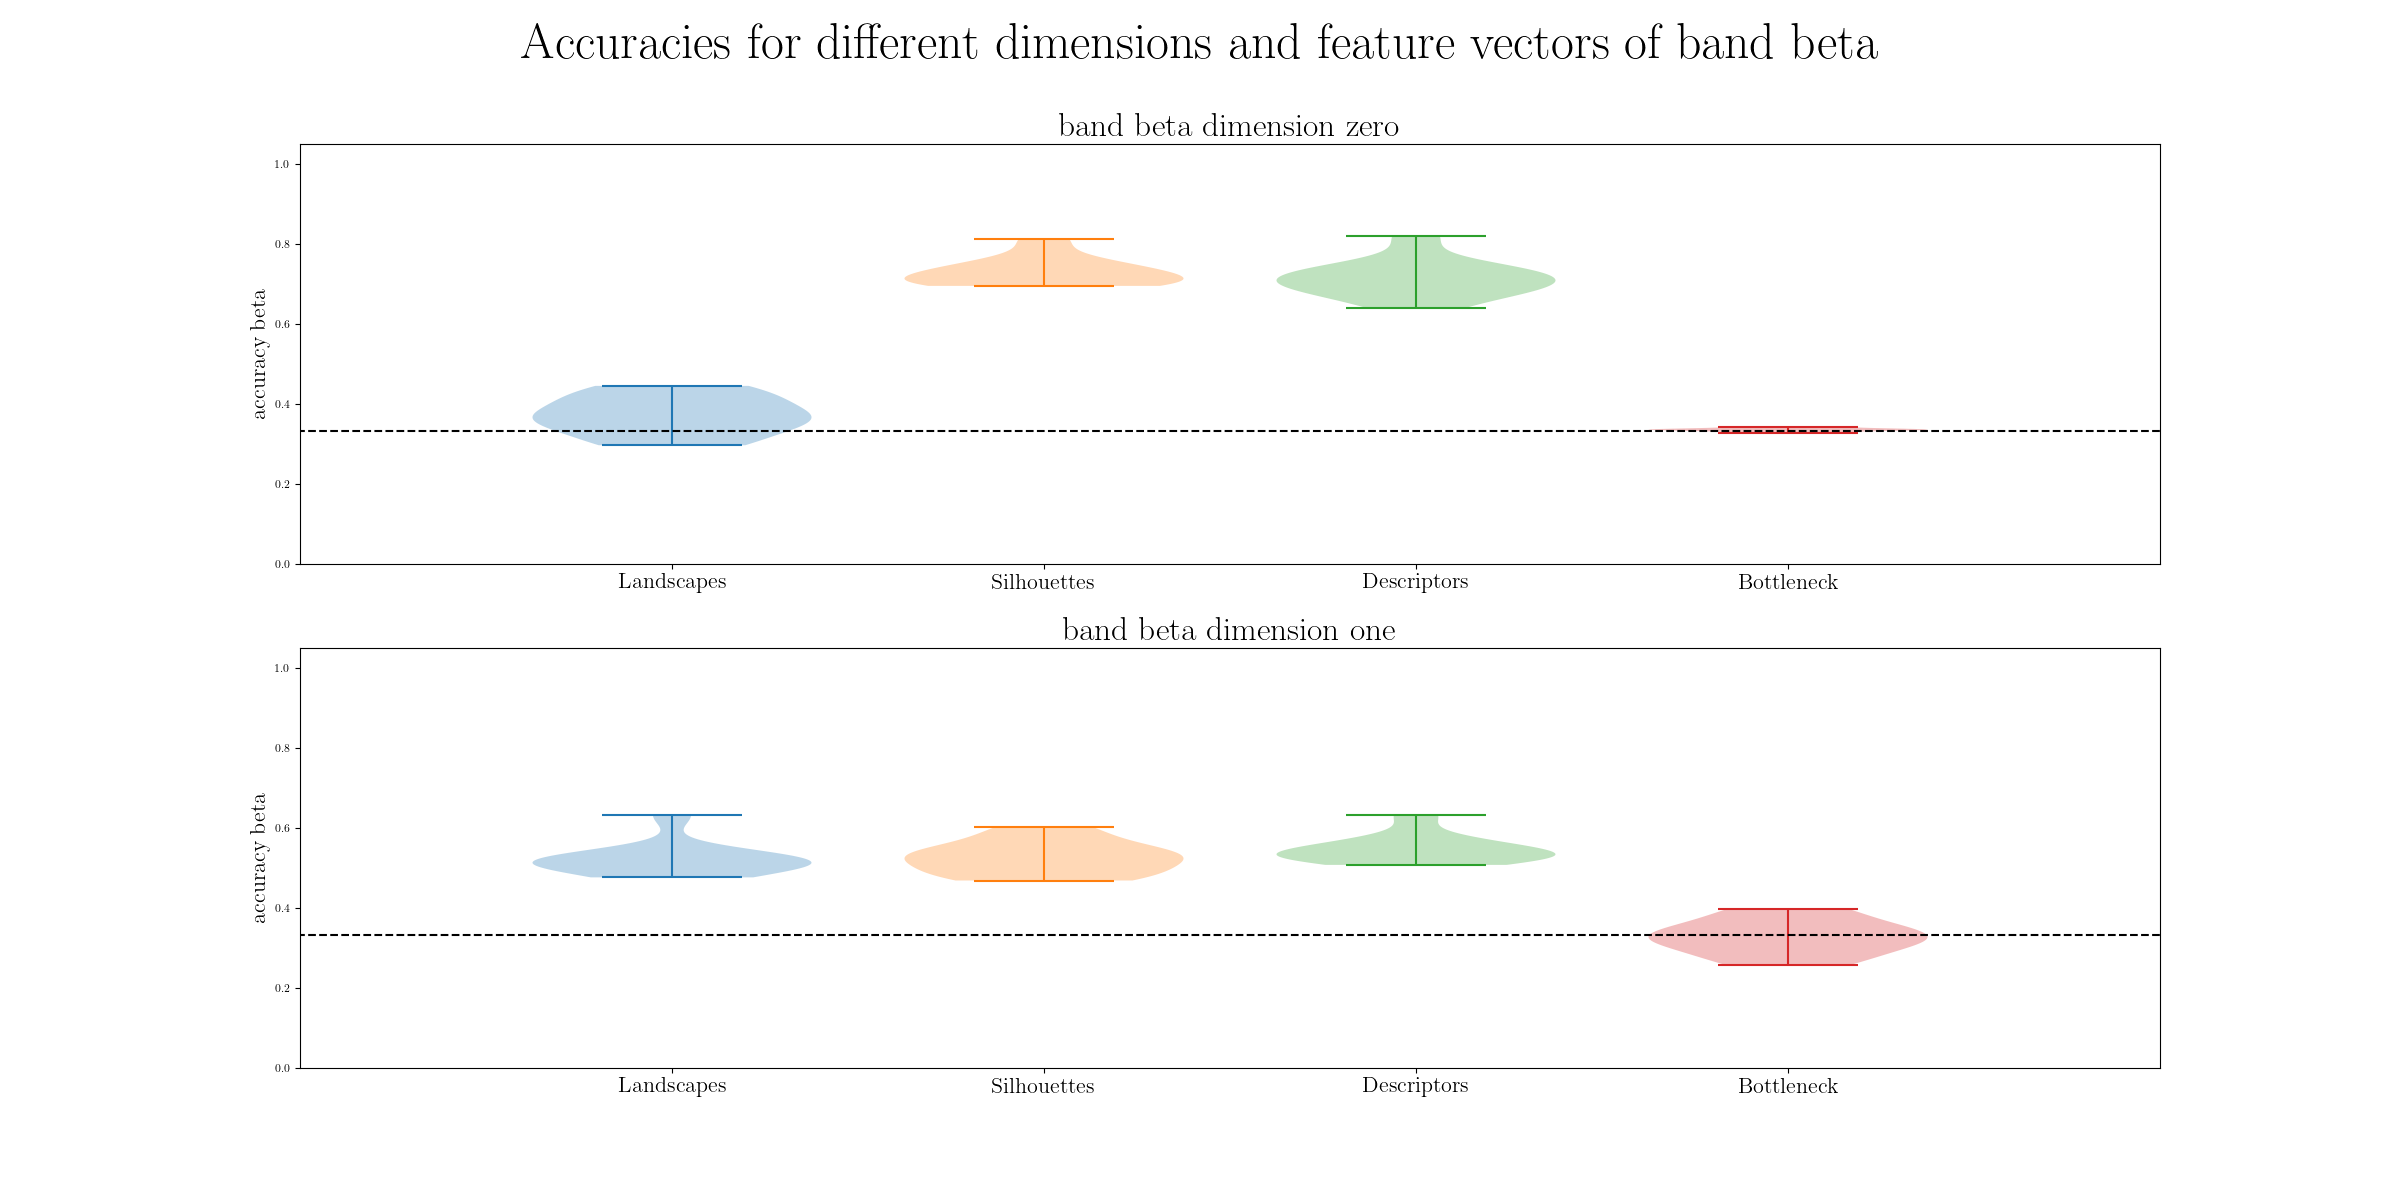 Accuracies for different dimensions and feature vectors of band beta
band beta dimension zero
accuracy beta
1.0
0.8
0.6
0.4
0.2
0.0
Landscapes Silhouettes Descriptors Bottleneck
band beta dimension one
accuracy beta
1.0
0.8
0.6
0.4
0.2
0.0
Landscapes Silhouettes Descriptors Bottleneck